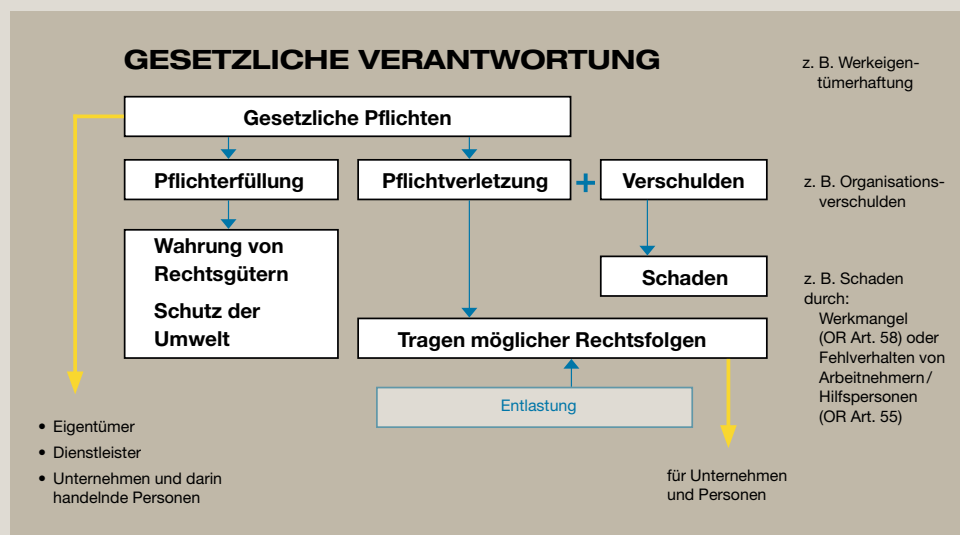 GESETZLICHE VERANTWORTUNG
z. B. Werkeigen-
tümerhaftung
Gesetzliche Pflichten
Pflichterfüllung
Pflichtverletzung
+
Verschulden
z. B. Organisations-
verschulden
Wahrung von
Rechtsgütern
Schutz der
Umwelt
Schaden
z. B. Schaden
durch:
Werkmangel
(OR Art. 58) oder
Fehlverhalten von
Arbeitnehmern/
Hilfspersonen
(OR Art. 55)
Tragen möglicher Rechtsfolgen
Entlastung
• Eigentümer
• Dienstleister
• Unternehmen und darin
handelnde Personen
für Unternehmen
und Personen